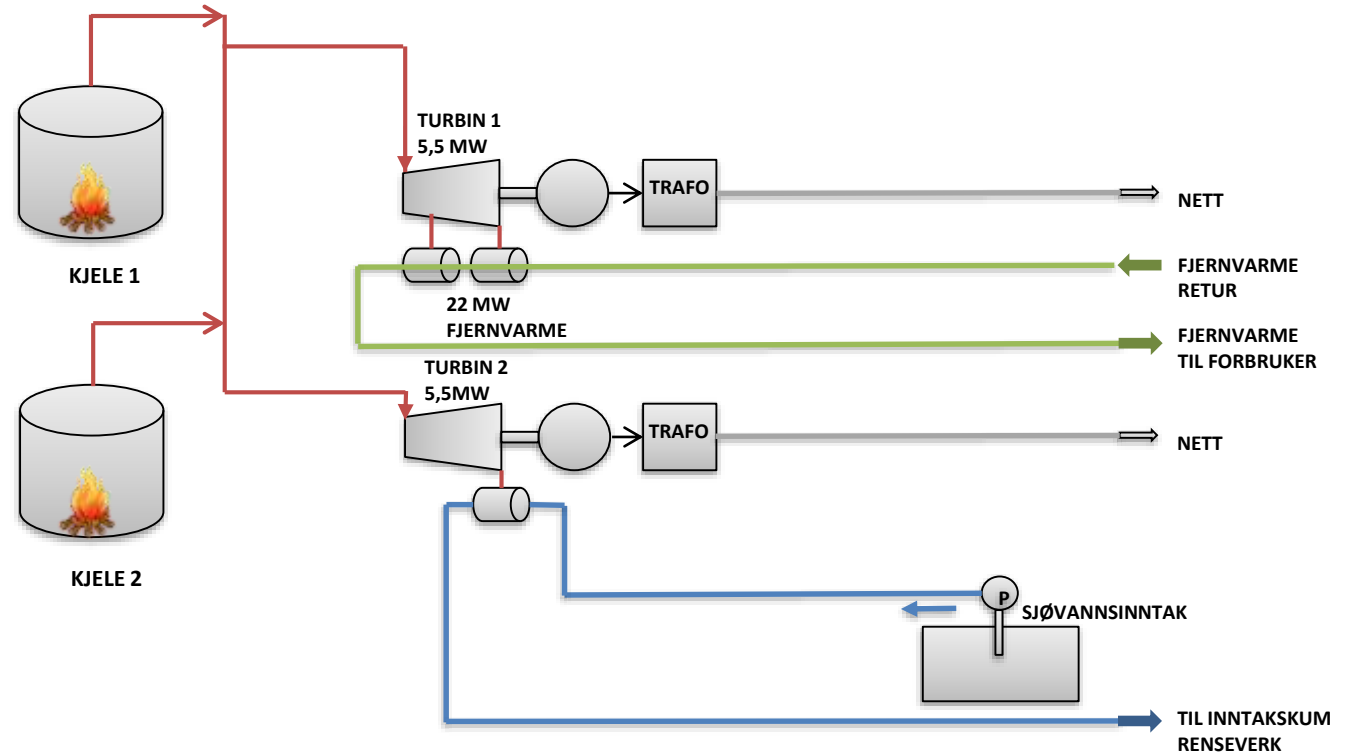 TURBIN 1
5,5 MW
TRAFO
NETT
KJELE 1
FJERNVARME
RETUR
22 MW
FJERNVARME
FJERNVARME
TIL FORBRUKER
TURBIN 2
5,5MW
TRAFO
NETT
KJELE 2
P
SJØVANNSINNTAK
TIL INNTAKSKUM
RENSEVERK